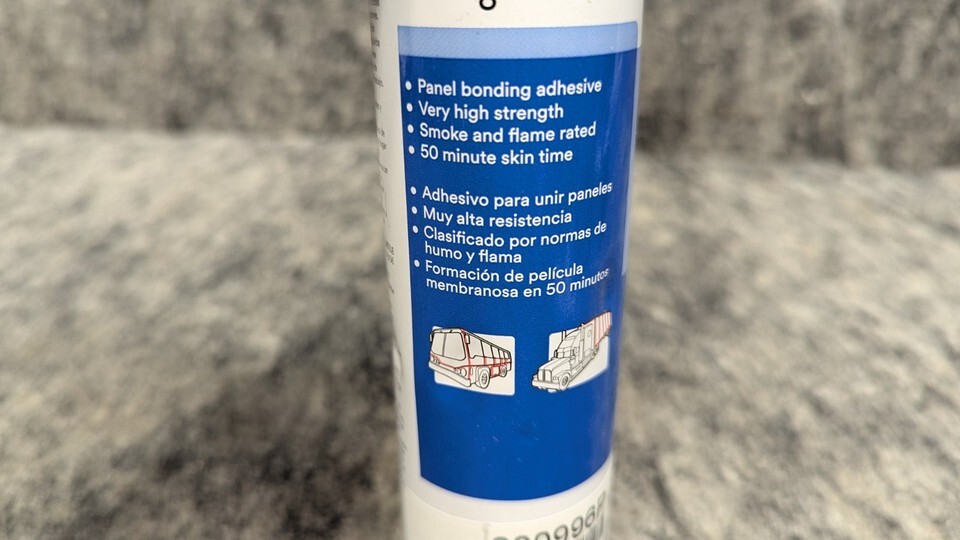 • Panel bonding adhesive
• Very high strength
• Smoke and flame rated
• 50 minute skin time
• Adhesivo para unir paneles
• Muy alta resistencia
• Clasificado por normas de
humo y flama
• Formación de película
membranosa en 50 minutos